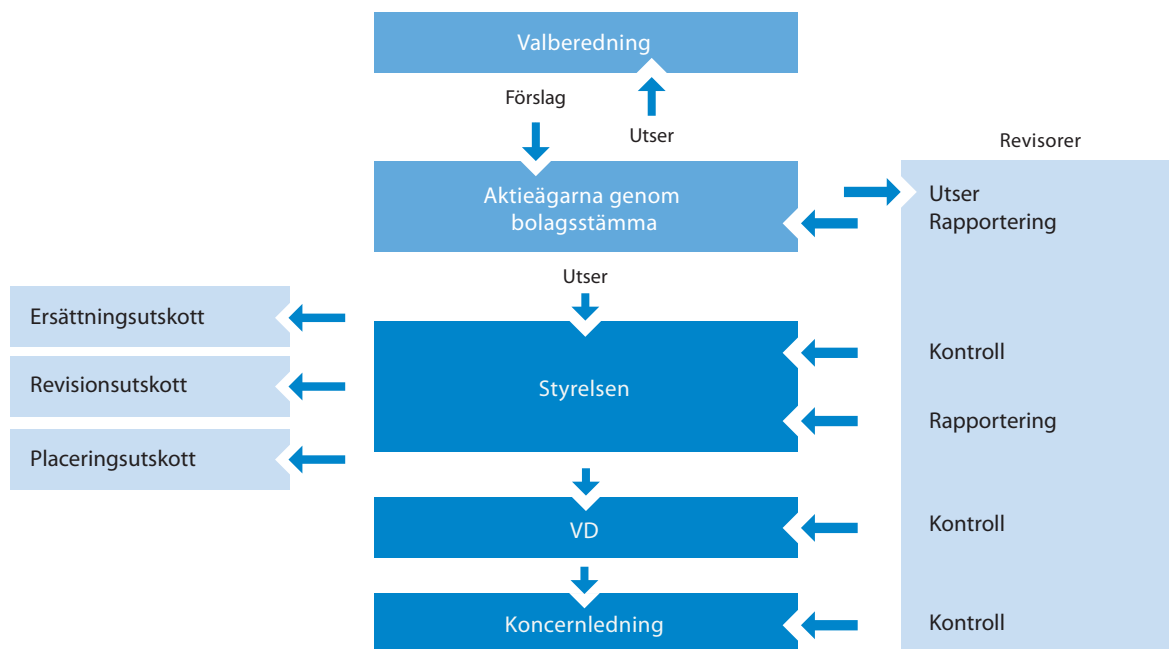 Valberedning
Förslag
Utser
Revisorer
Aktieägarna genom
bolagsstämma
Utser
Rapportering
Utser
Ersättningsutskott
Revisionsutskott
Placeringsutskott
Styrelsen
Kontroll
Rapportering
VD
Kontroll
Koncernledning
Kontroll